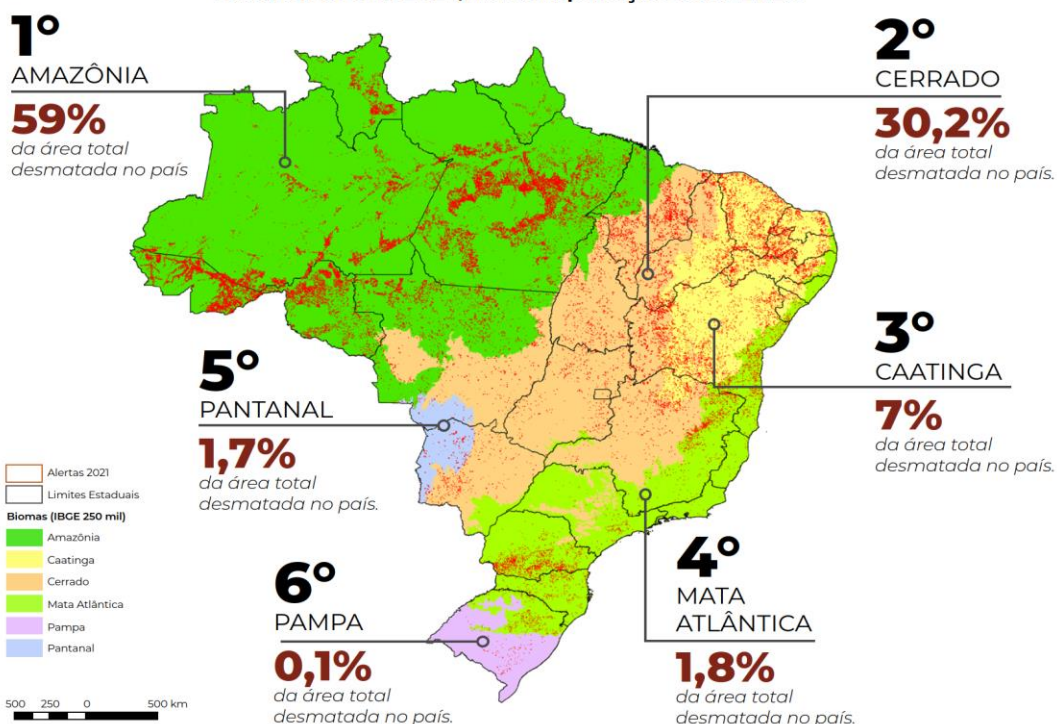 1º
AMAZÔNIA
59%
da área total
desmatada no país
2º
CERRADO
30,2%
da área total
desmatada no país.
3º
CAATINGA
7%
da área total
desmatada no país.
5º
PANTANAL
1,7%
da área total
desmatada no país.
4º
MATA
ATLÂNTICA
1,8%
da área total
desmatada no país.
6º
PAMPA
0,1%
da área total
desmatada no país.
Alertas 2021
Limites Estaduais
Biomas (IBGE 250 mil)
Amazônia
Caatinga
Cerrado
Mata Atlântica
Pampa
Pantanal
500 250 0 500 km